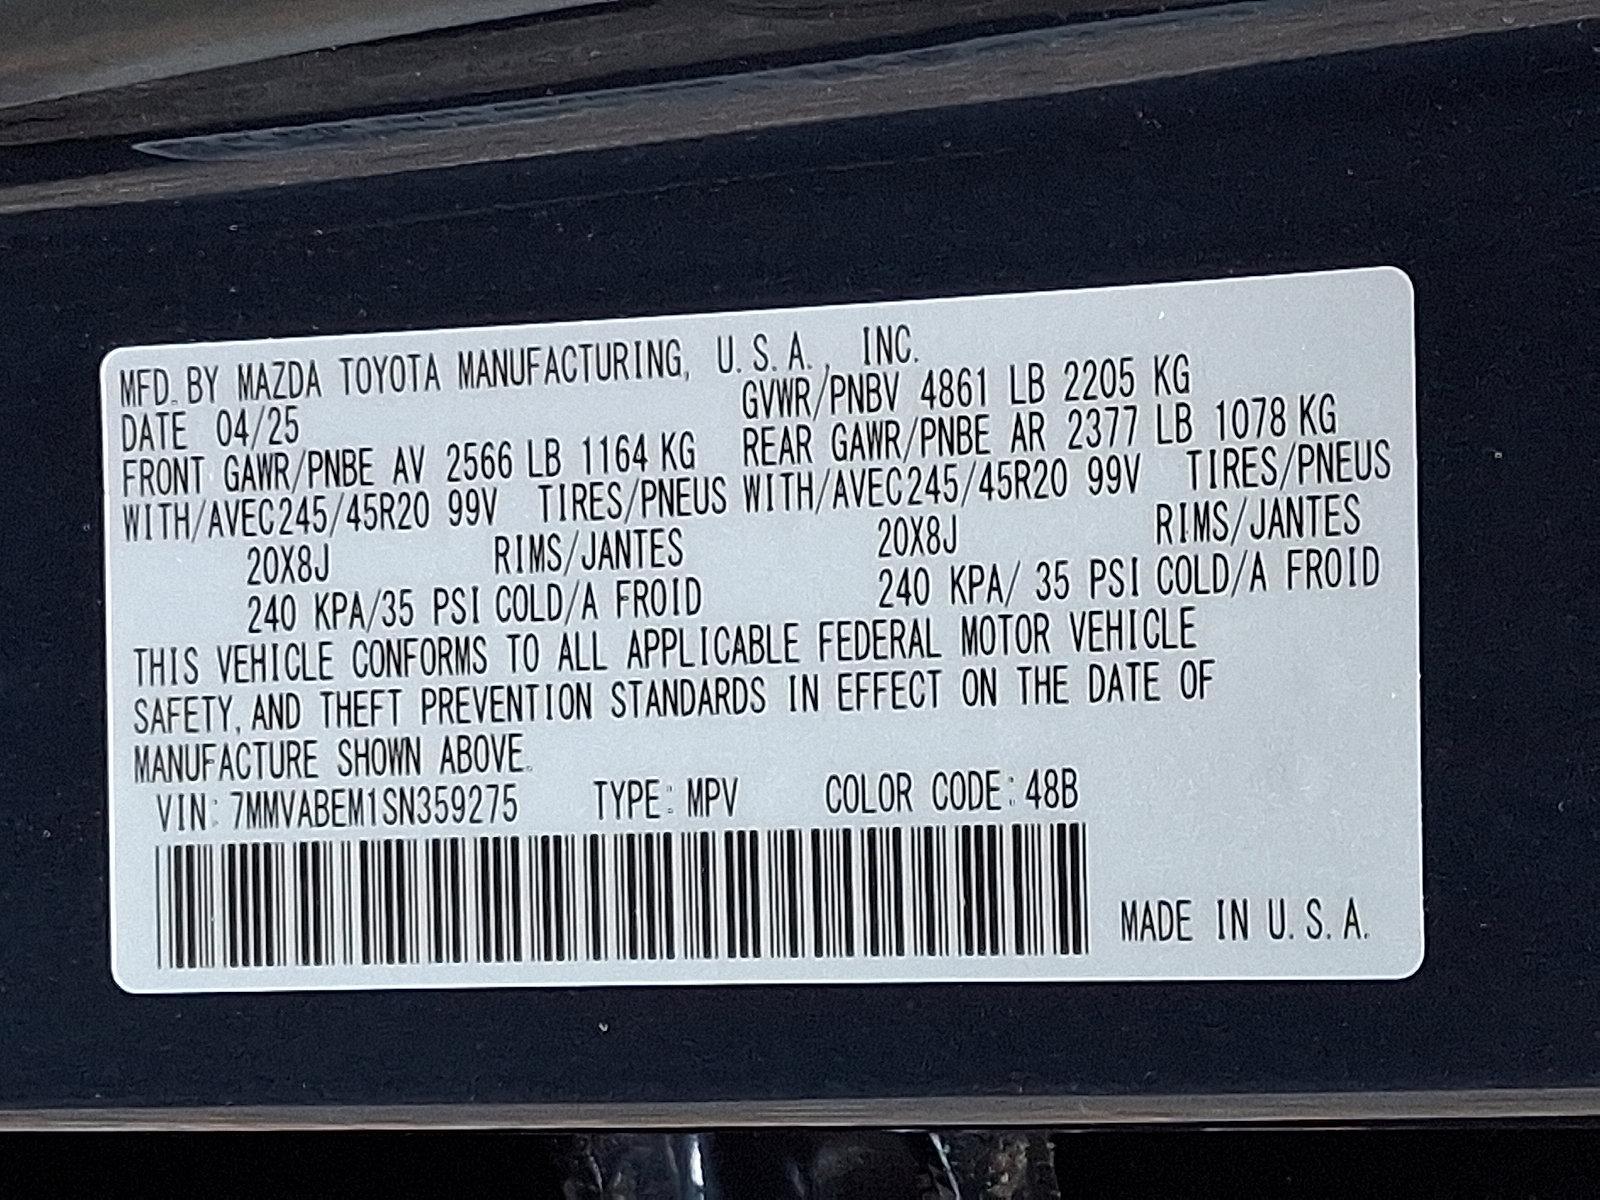 MFD. BY MAZDA TOYOTA MANUFACTURING, U.S.A., INC.
DATE 04/25 GVWR/PNBV 4861 LB 2205 KG
FRONT GAWR/PNBE AV 2566 LB 1164 KG REAR GAWR/PNBE AR 2377 LB 1078 KG
WITH/AVEC245/45R20 99V TIRES/PNEUS WITH/AVEC245/45R20 99V TIRES/PNEUS
20X8J RIMS/JANTES 20X8J RIMS/JANTES
240 KPA/35 PSI COLD/A FROID 240 KPA/ 35 PSI COLD/A FROID
THIS VEHICLE CONFORMS TO ALL APPLICABLE FEDERAL MOTOR VEHICLE
SAFETY, AND THEFT PREVENTION STANDARDS IN EFFECT ON THE DATE OF
MANUFACTURE SHOWN ABOVE.
VIN: 7MMVABEM1SN359275 TYPE: MPV COLOR CODE: 48B
MADE IN U.S.A.